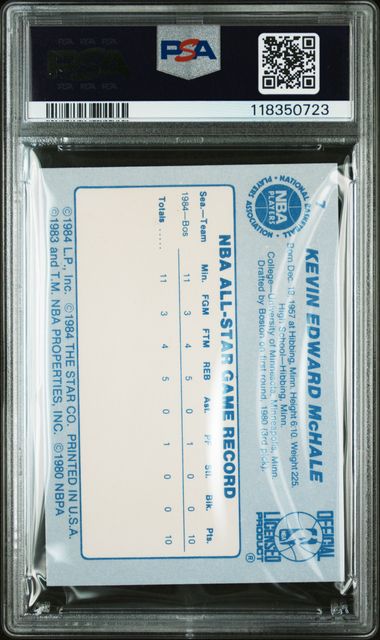 PSA
118350723
7
NATIONAL BASKETBALL
NBA
PLAYERS
PLAYERS ASSOCIATION
KEVIN EDWARD McHALE
Born Dec. 19, 1957 at Hibbing, Minn. Height 6:10. Weight 225.
High School—Hibbing, Minn.
College—University of Minnesota, Minneapolis, Minn.
Drafted by Boston on first round, 1980 (3rd pick).
OFFICIAL
LICENSED
PRODUCT
®
NBA ALL-STAR GAME RECORD
Sea.—Team Min. FGM FTM REB Ast. PF Stl. Blk. Pts.
1984—Bos 11 3 4 5 0 1 0 0 10
Totals ..... 11 3 4 5 0 1 0 0 10
©1984 L.P., Inc. ©1984 THE STAR CO. PRINTED IN U.S.A.
©1983 and T.M. NBA PROPERTIES, INC. ©1980 NBPA